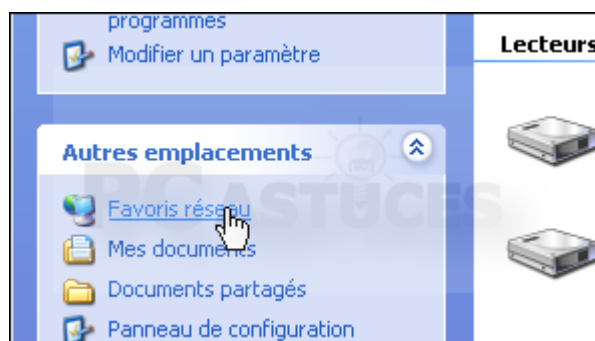 programmes
Modifier un paramètre
Lecteurs
Autres emplacements
PC ASTUCES
Favoris réseau
Mes documents
Documents partagés
Panneau de configuration